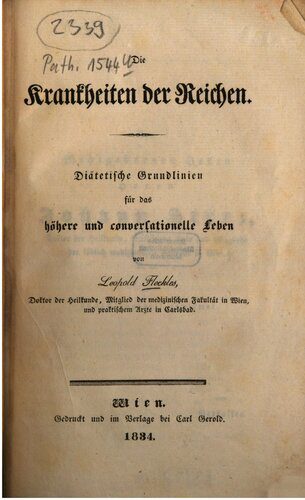 2339
Path. 1544
Die
Krankheiten der Reichen.
Diätetische Grundlinien
für das
höhere und conversationelle Leben
von
Leopold Fleckles,
Doktor der Heilkunde, Mitglied der medizinischen Fakultät in Wien,
und praktischem Arzte in Carlsbad.
Wien.
Gedruckt und im Verlage bei Carl Gerold.
1834.